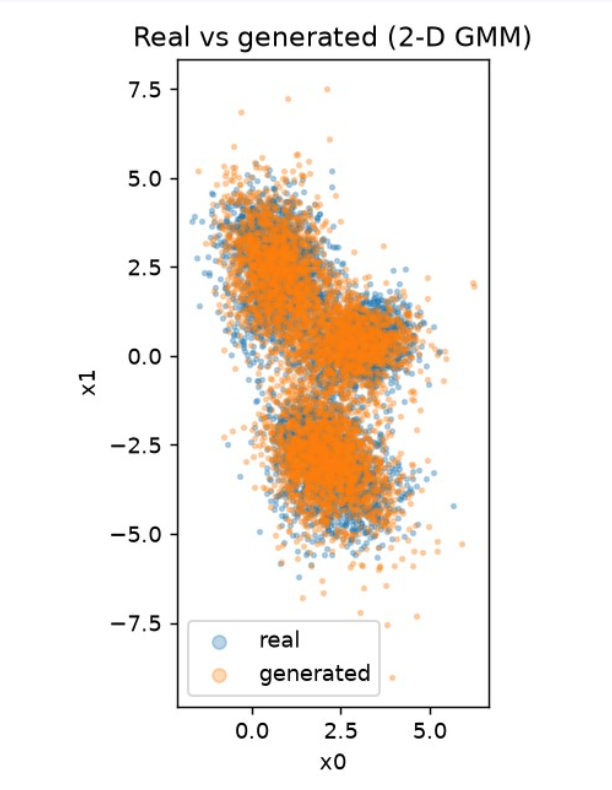 Real vs generated (2-D GMM)
7.5
5.0
2.5
0.0
−2.5
−5.0
−7.5
x1
real
generated
0.0 2.5 5.0
x0